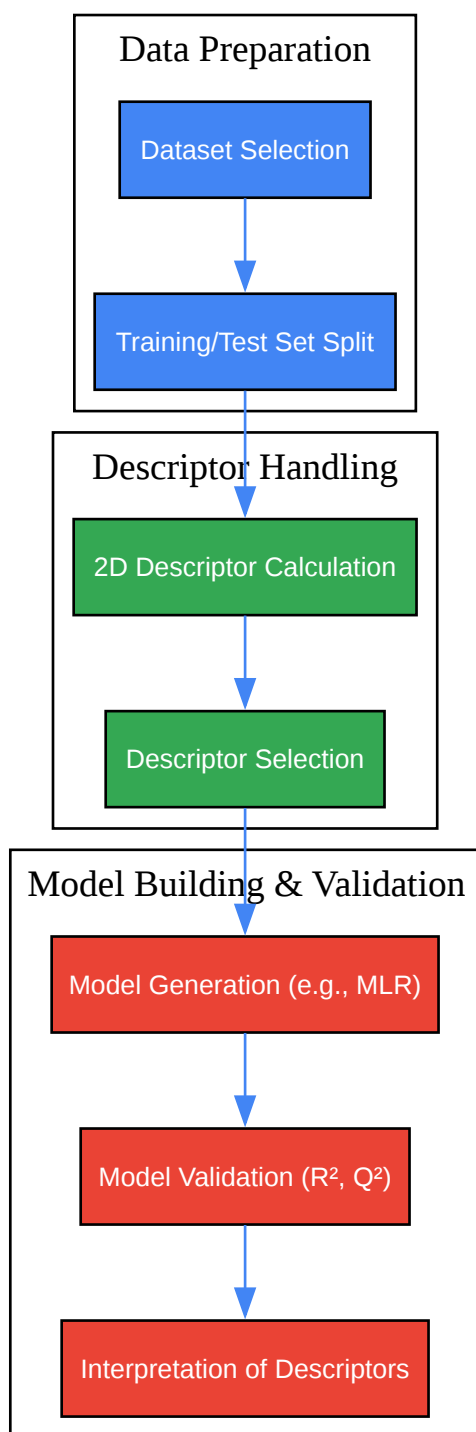 Data Preparation
Dataset Selection
Training/Test Set Split
Descriptor Handling
2D Descriptor Calculation
Descriptor Selection
Model Building & Validation
Model Generation (e.g., MLR)
Model Validation (R², Q²)
Interpretation of Descriptors